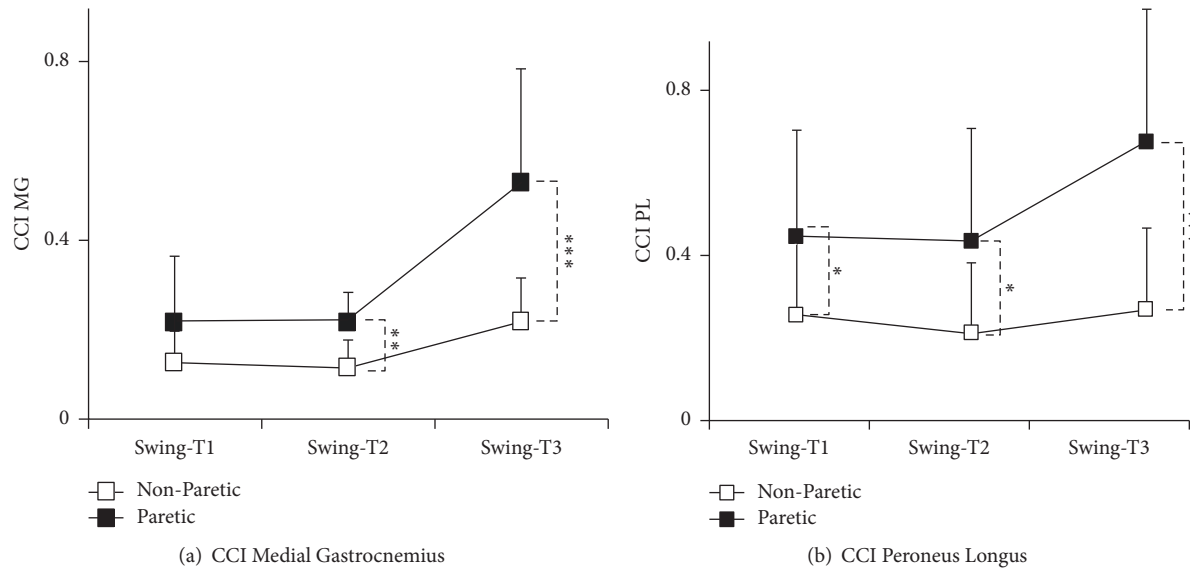 0.8
CCI MG
0.4
***
**
0
Swing-T1 Swing-T2 Swing-T3
Non-Paretic
Paretic
(a) CCI Medial Gastrocnemius
0.8
CCI PL
0.4
*
*
0
Swing-T1 Swing-T2 Swing-T3
Non-Paretic
Paretic
(b) CCI Peroneus Longus